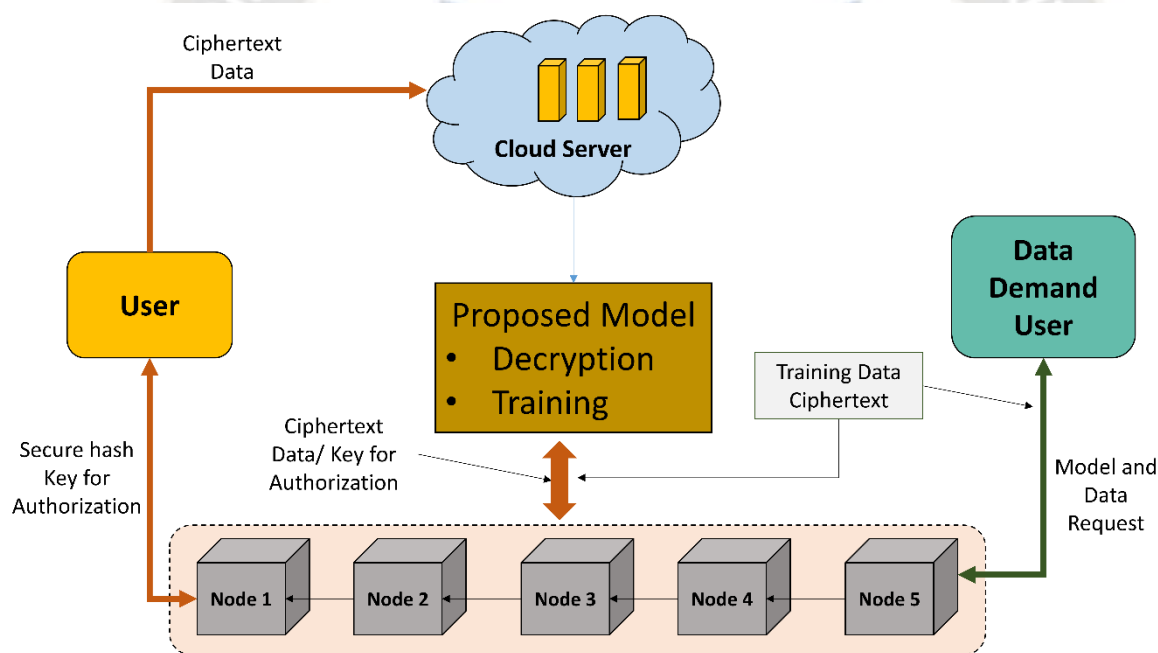 Ciphertext
Data
Cloud Server
User
Proposed Model
• Decryption
• Training
Data
Demand
User
Training Data
Ciphertext
Ciphertext
Data/ Key for
Authorization
Secure hash
Key for
Authorization
Model and
Data
Request
Node 1
Node 2
Node 3
Node 4
Node 5